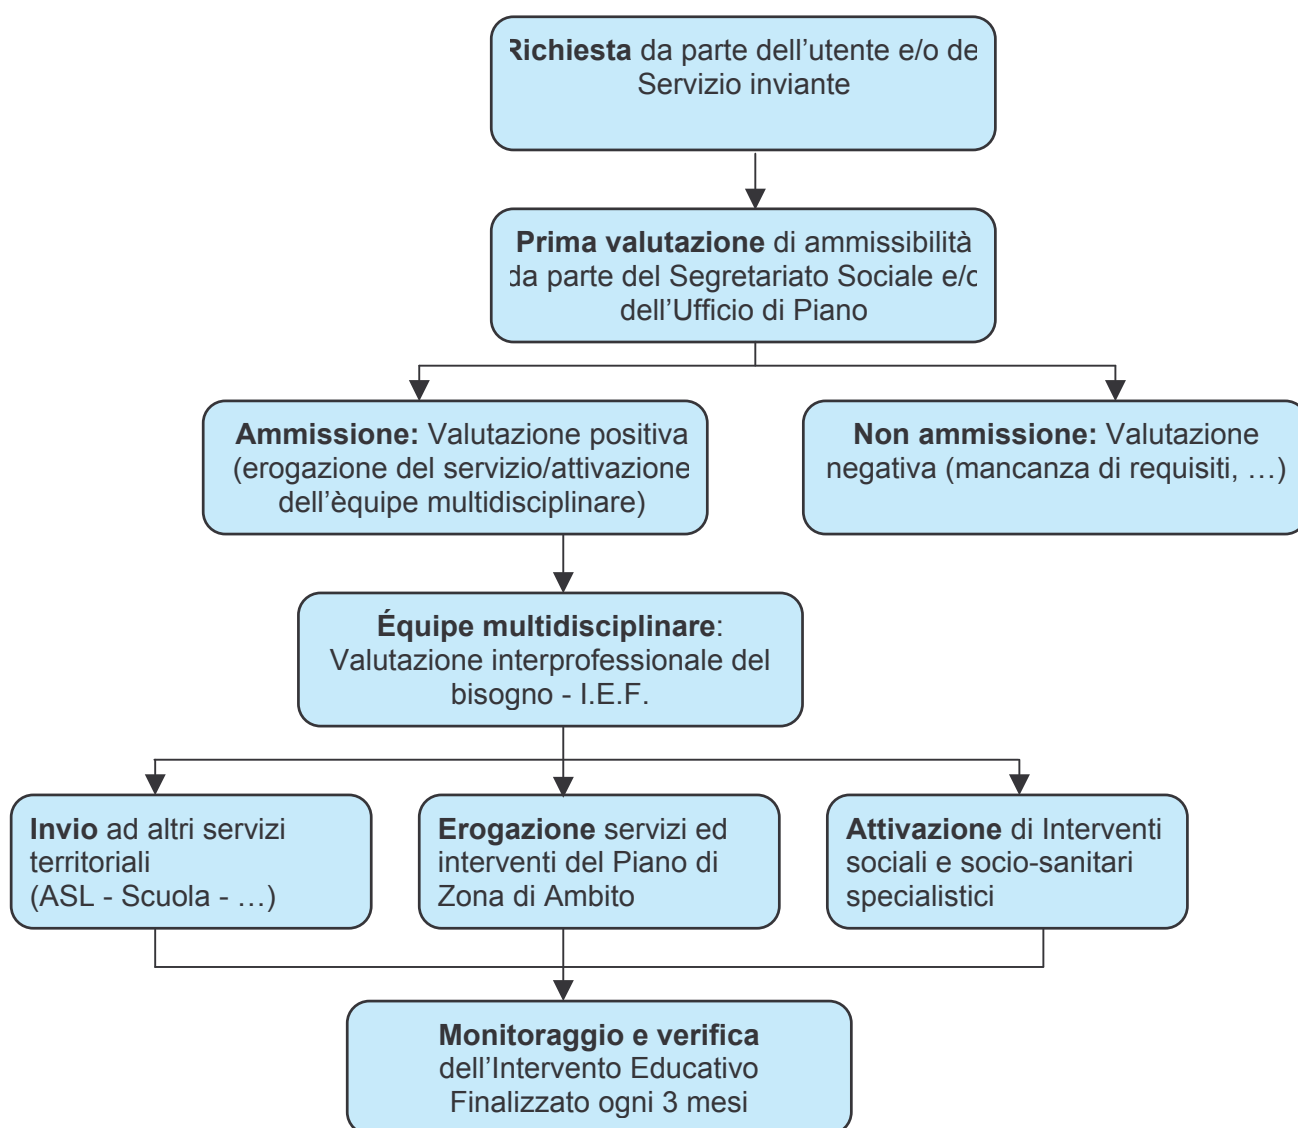 Richiesta da parte dell’utente e/o de
Servizio inviante
Prima valutazione di ammissibilità
da parte del Segretariato Sociale e/o
dell’Ufficio di Piano
Ammissione: Valutazione positiva
(erogazione del servizio/attivazione
dell’èquipe multidisciplinare)
Non ammissione: Valutazione
negativa (mancanza di requisiti, …)
Équipe multidisciplinare:
Valutazione interprofessionale del
bisogno - I.E.F.
Invio ad altri servizi
territoriali
(ASL - Scuola - …)
Erogazione servizi ed
interventi del Piano di
Zona di Ambito
Attivazione di Interventi
sociali e socio-sanitari
specialistici
Monitoraggio e verifica
dell’Intervento Educativo
Finalizzato ogni 3 mesi